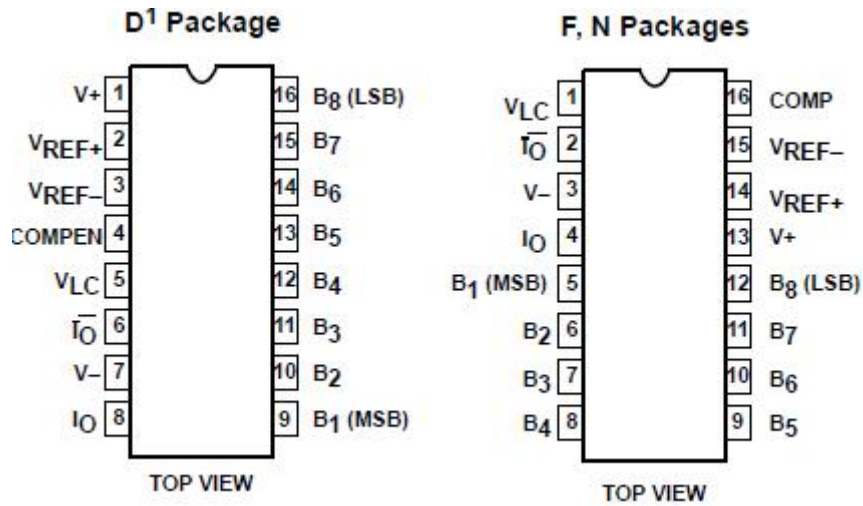 D¹ Package
V+ 1 16 B8 (LSB)
VREF+ 2 15 B7
VREF– 3 14 B6
COMPEN 4 13 B5
VLC 5 12 B4
I̅O̅ 6 11 B3
V– 7 10 B2
IO 8 9 B1 (MSB)
TOP VIEW
F, N Packages
VLC 1 16 COMP
I̅O̅ 2 15 VREF–
V– 3 14 VREF+
IO 4 13 V+
B1 (MSB) 5 12 B8 (LSB)
B2 6 11 B7
B3 7 10 B6
B4 8 9 B5
TOP VIEW